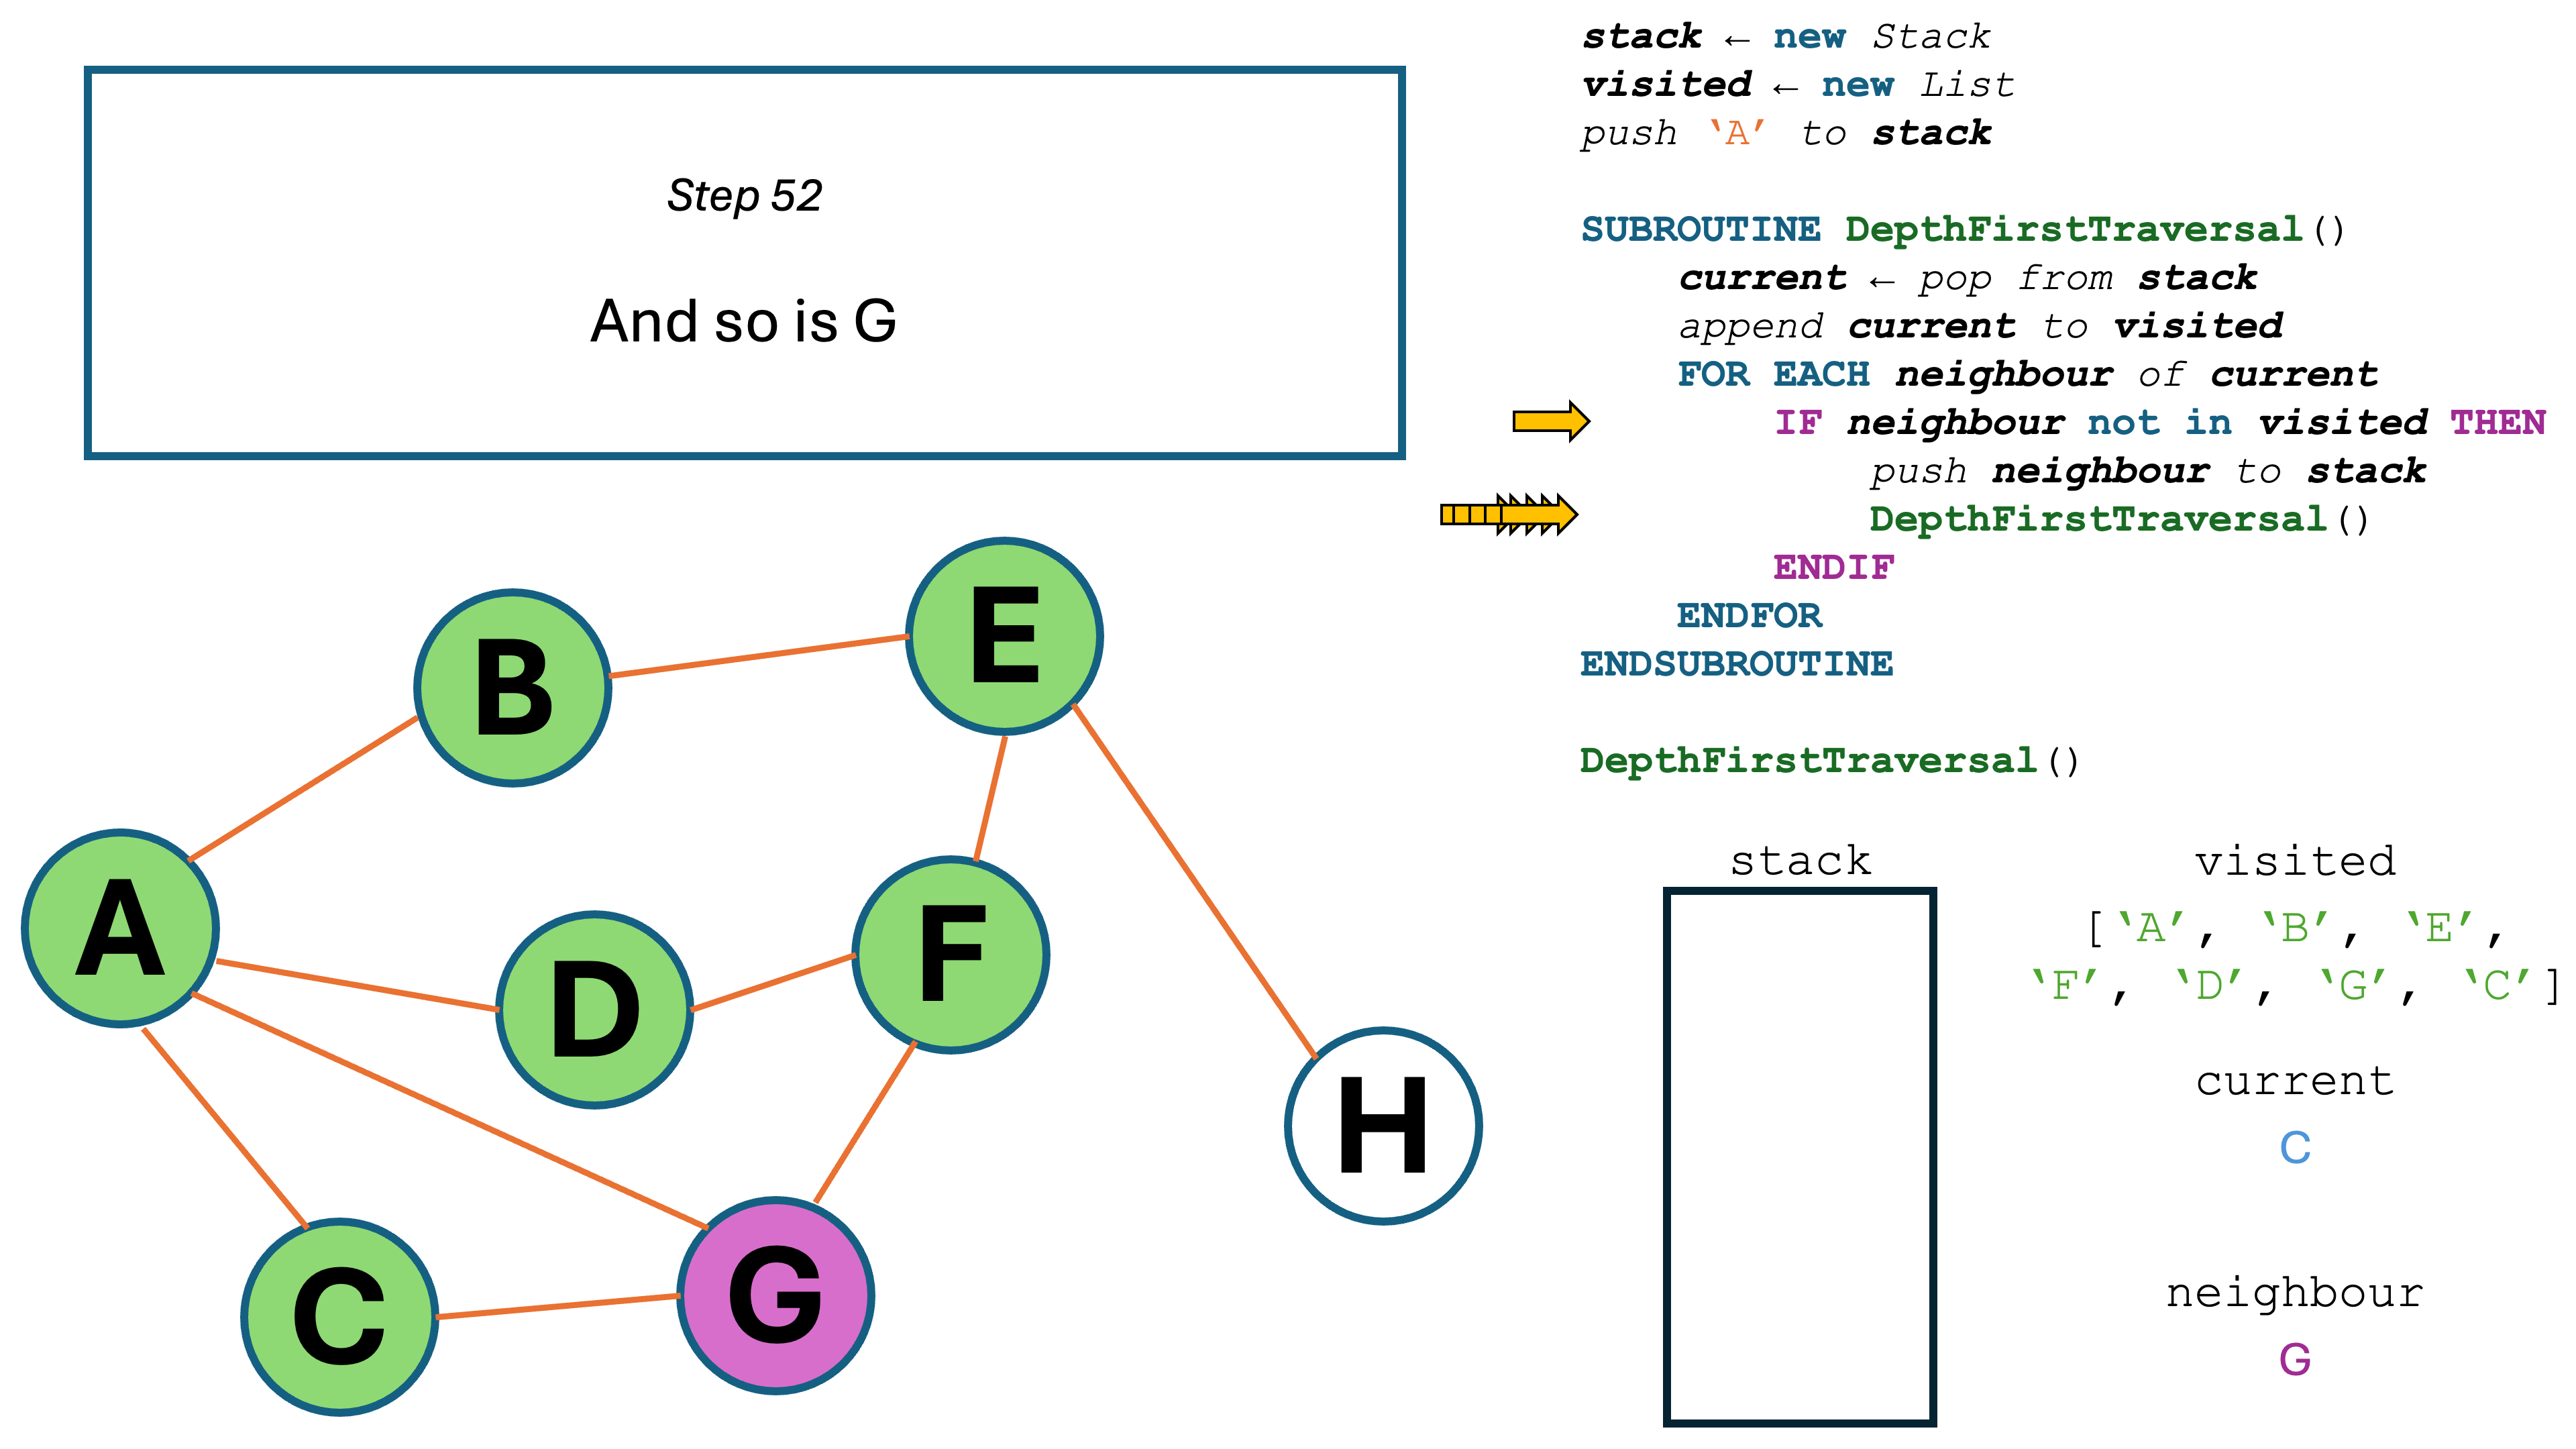 Step 52
And so is G
stack ← new Stack
visited ← new List
push ‘A’ to stack
SUBROUTINE DepthFirstTraversal()
current ← pop from stack
append current to visited
FOR EACH neighbour of current
IF neighbour not in visited THEN
push neighbour to stack
DepthFirstTraversal()
ENDIF
ENDFOR
ENDSUBROUTINE
DepthFirstTraversal()
B
E
A
D
F
H
C
G
stack
visited
[‘A’, ‘B’, ‘E’,
‘F’, ‘D’, ‘G’, ‘C’]
current
C
neighbour
G